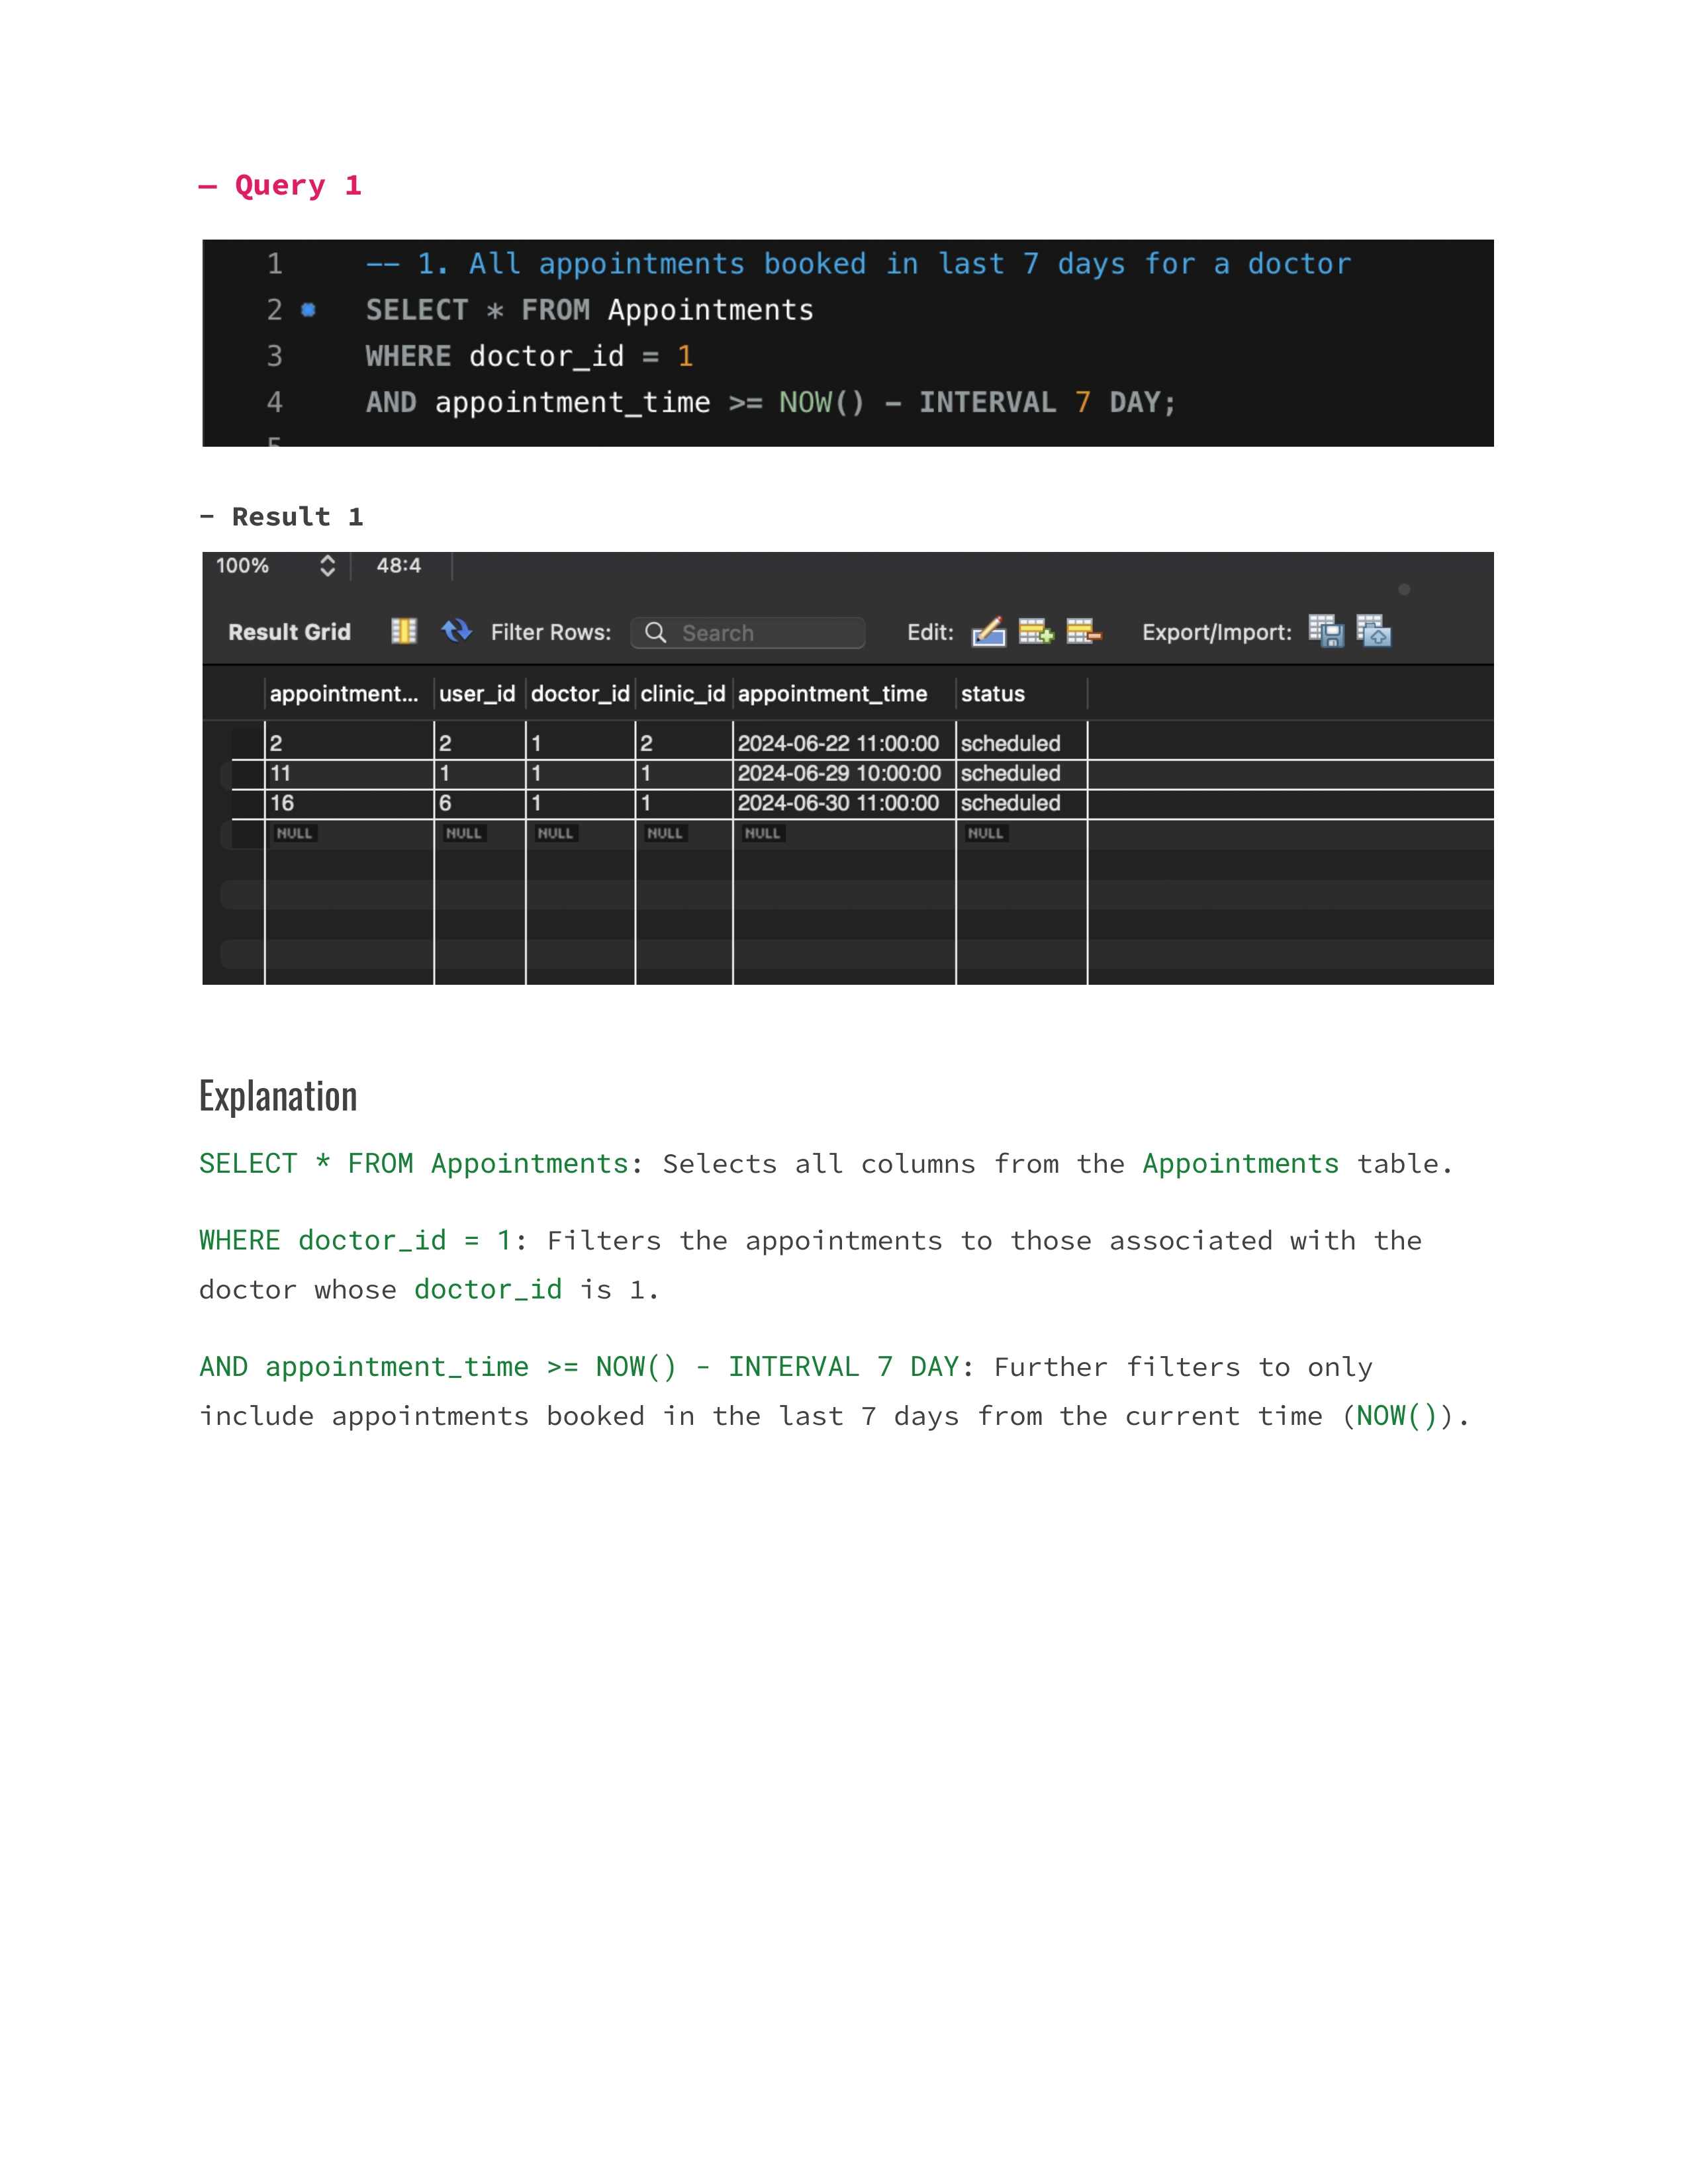 — Query 1
1 -- 1. All appointments booked in last 7 days for a doctor
2 SELECT * FROM Appointments
3 WHERE doctor_id = 1
4 AND appointment_time >= NOW() - INTERVAL 7 DAY;
5
- Result 1
100% 48:4
Result Grid Filter Rows: Search Edit: Export/Import:
appointment... user_id doctor_id clinic_id appointment_time status
2 2 1 2 2024-06-22 11:00:00 scheduled
11 1 1 1 2024-06-29 10:00:00 scheduled
16 6 1 1 2024-06-30 11:00:00 scheduled
NULL NULL NULL NULL NULL NULL
Explanation
SELECT * FROM Appointments: Selects all columns from the Appointments table.
WHERE doctor_id = 1: Filters the appointments to those associated with the
doctor whose doctor_id is 1.
AND appointment_time >= NOW() - INTERVAL 7 DAY: Further filters to only
include appointments booked in the last 7 days from the current time (NOW()).